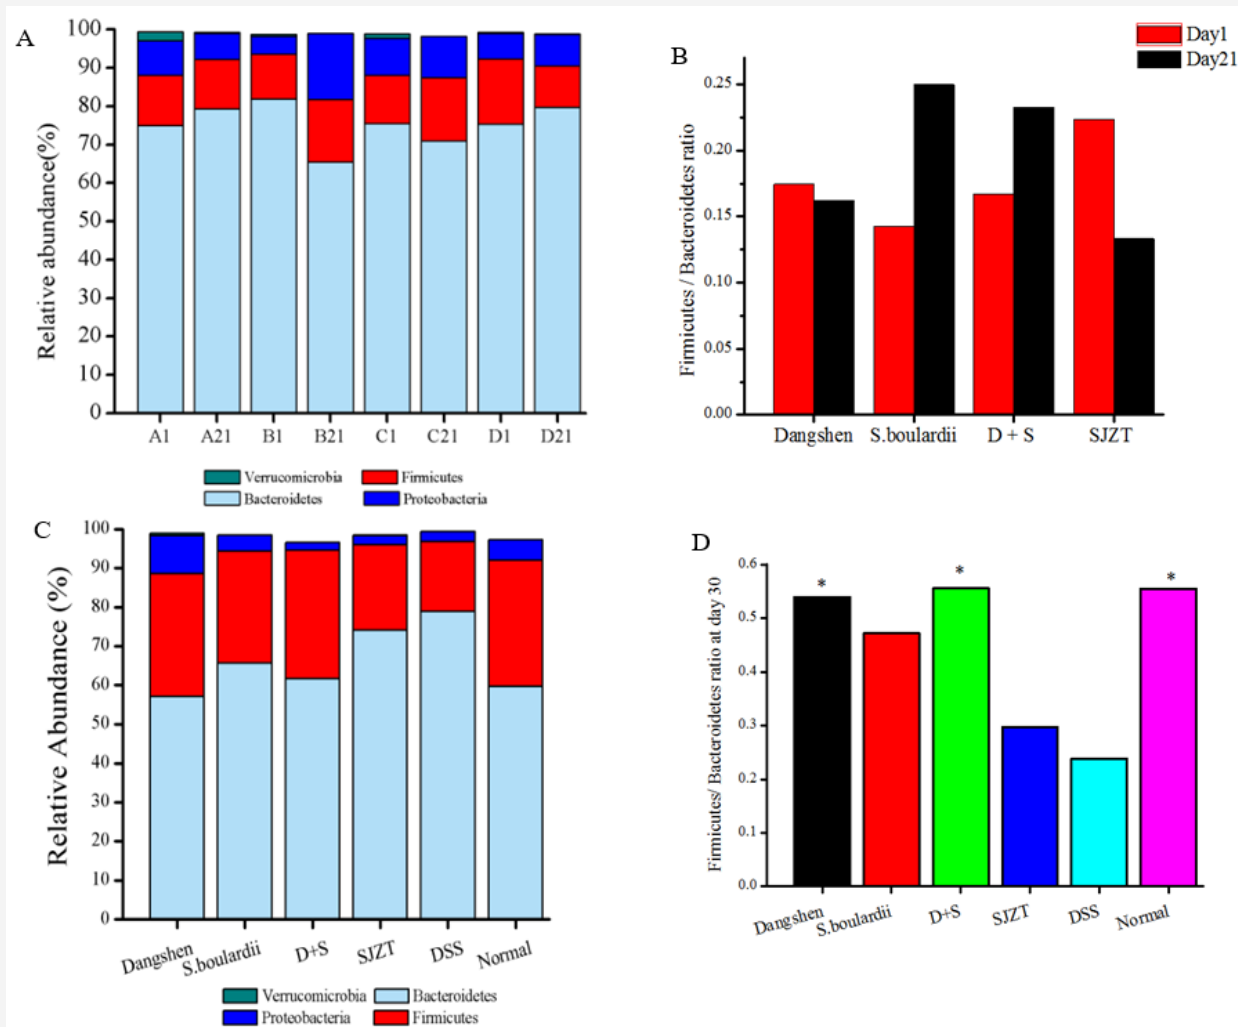 A
Relative abundance(%)
100
90
80
70
60
50
40
30
20
10
0
A1 A21 B1 B21 C1 C21 D1 D21
Verrucomicrobia Firmicutes
Bacteroidetes Proteobacteria
B
Day1
Day21
Firmicutes / Bacteroidetes ratio
0.25
0.20
0.15
0.10
0.05
0.00
Dangshen S.boulardii D + S SJZT
C
Relative Abundance (%)
100
90
80
70
60
50
40
30
20
10
0
Dangshen S.boulardii D+S SJZT DSS Normal
Verrucomicrobia Bacteroidetes
Proteobacteria Firmicutes
D
Firmicutes/ Bacteroidetes ratio at day 30
0.6
0.5
0.4
0.3
0.2
0.1
0.0
* * *
Dangshen S.boulardii D+S SJZT DSS Normal